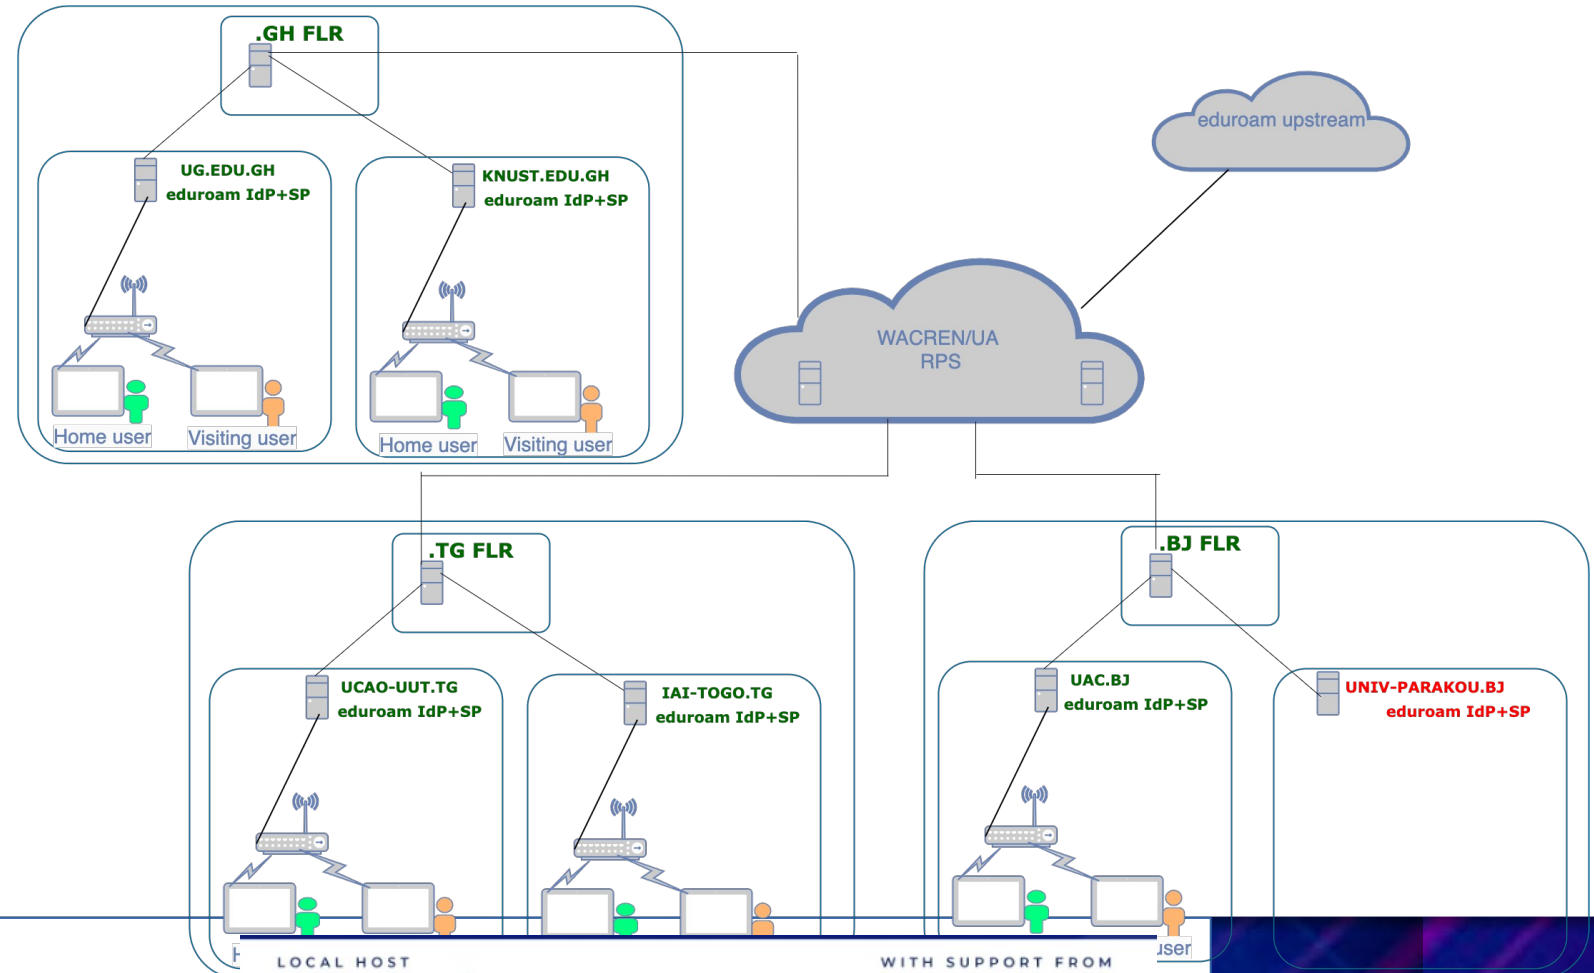 .GH FLR
UG.EDU.GH
eduroam IdP+SP
KNUST.EDU.GH
eduroam IdP+SP
Home user
Visiting user
Home user
Visiting user
eduroam upstream
WACREN/UA
RPS
.TG FLR
UCAO-UUT.TG
eduroam IdP+SP
IAI-TOGO.TG
eduroam IdP+SP
.BJ FLR
UAC.BJ
eduroam IdP+SP
UNIV-PARAKOU.BJ
eduroam IdP+SP
user
LOCAL HOST
WITH SUPPORT FROM